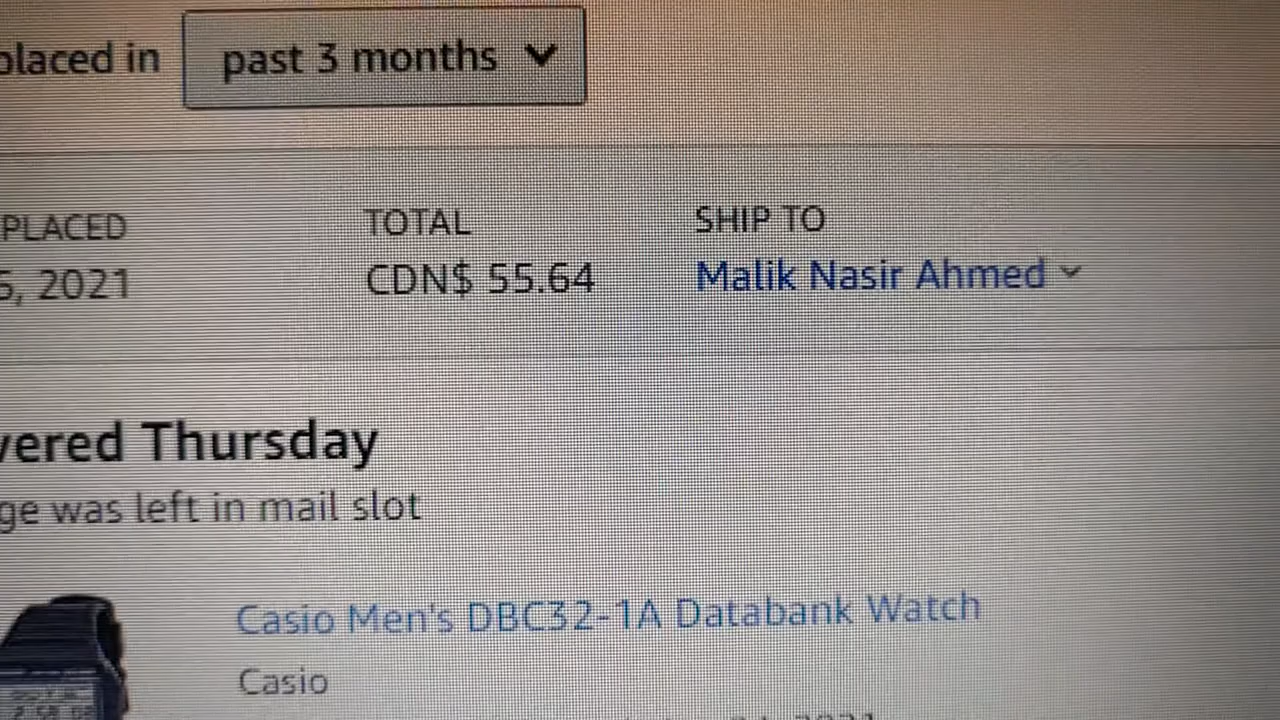 placed in past 3 months
PLACED TOTAL SHIP TO
5, 2021 CDN$ 55.64 Malik Nasir Ahmed
vered Thursday
ge was left in mail slot
Casio Men's DBC32-1A Databank Watch
Casio